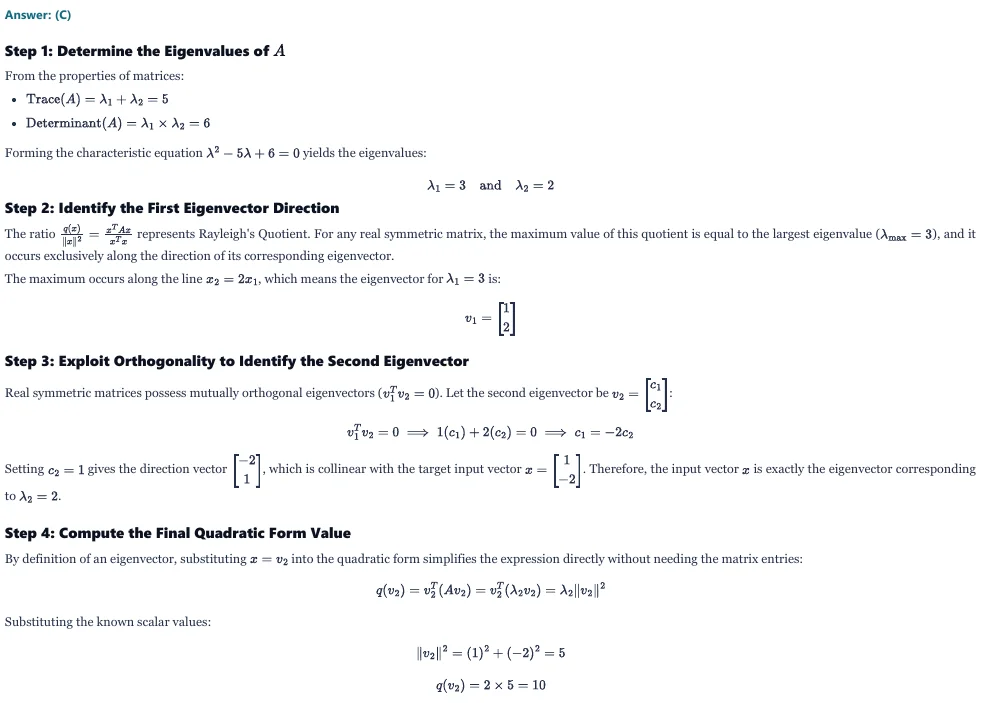 Answer: (C)
Step 1: Determine the Eigenvalues of A
From the properties of matrices:
• Trace(A) = λ₁ + λ₂ = 5
• Determinant(A) = λ₁ × λ₂ = 6
Forming the characteristic equation λ² − 5λ + 6 = 0 yields the eigenvalues:
λ₁ = 3 and λ₂ = 2
Step 2: Identify the First Eigenvector Direction
The ratio q(x)/‖x‖² = xᵀAx/xᵀx represents Rayleigh's Quotient. For any real symmetric matrix, the maximum value of this quotient is equal to the largest eigenvalue (λmax = 3), and it
occurs exclusively along the direction of its corresponding eigenvector.
The maximum occurs along the line x₂ = 2x₁, which means the eigenvector for λ₁ = 3 is:
v₁ = [1 2]
Step 3: Exploit Orthogonality to Identify the Second Eigenvector
Real symmetric matrices possess mutually orthogonal eigenvectors (v₁ᵀv₂ = 0). Let the second eigenvector be v₂ = [c₁ c₂]:
v₁ᵀv₂ = 0 ⟹ 1(c₁) + 2(c₂) = 0 ⟹ c₁ = −2c₂
Setting c₂ = 1 gives the direction vector [−2 1], which is collinear with the target input vector x = [1 −2]. Therefore, the input vector x is exactly the eigenvector corresponding
to λ₂ = 2.
Step 4: Compute the Final Quadratic Form Value
By definition of an eigenvector, substituting x = v₂ into the quadratic form simplifies the expression directly without needing the matrix entries:
q(v₂) = v₂ᵀ(Av₂) = v₂ᵀ(λ₂v₂) = λ₂‖v₂‖²
Substituting the known scalar values:
‖v₂‖² = (1)² + (−2)² = 5
q(v₂) = 2 × 5 = 10